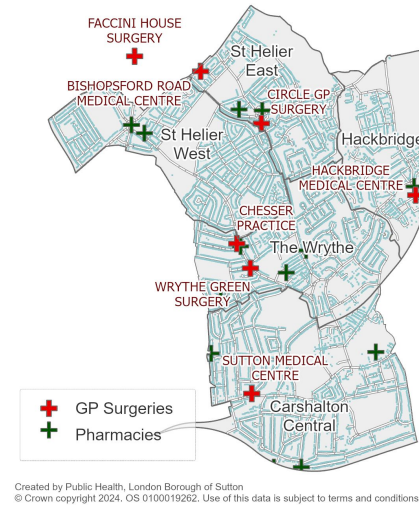 FACCINI HOUSE
SURGERY
St Helier
East
BISHOPSFORD ROAD
MEDICAL CENTRE
CIRCLE GP
SURGERY
St Helier
West
Hackbridge
HACKBRIDGE
MEDICAL CENTRE
CHESSER
PRACTICE
The Wrythe
WRYTHE GREEN
SURGERY
SUTTON MEDICAL
CENTRE
Carshalton
Central
GP Surgeries
Pharmacies
Created by Public Health, London Borough of Sutton
© Crown copyright 2024. OS 0100019262. Use of this data is subject to terms and conditions